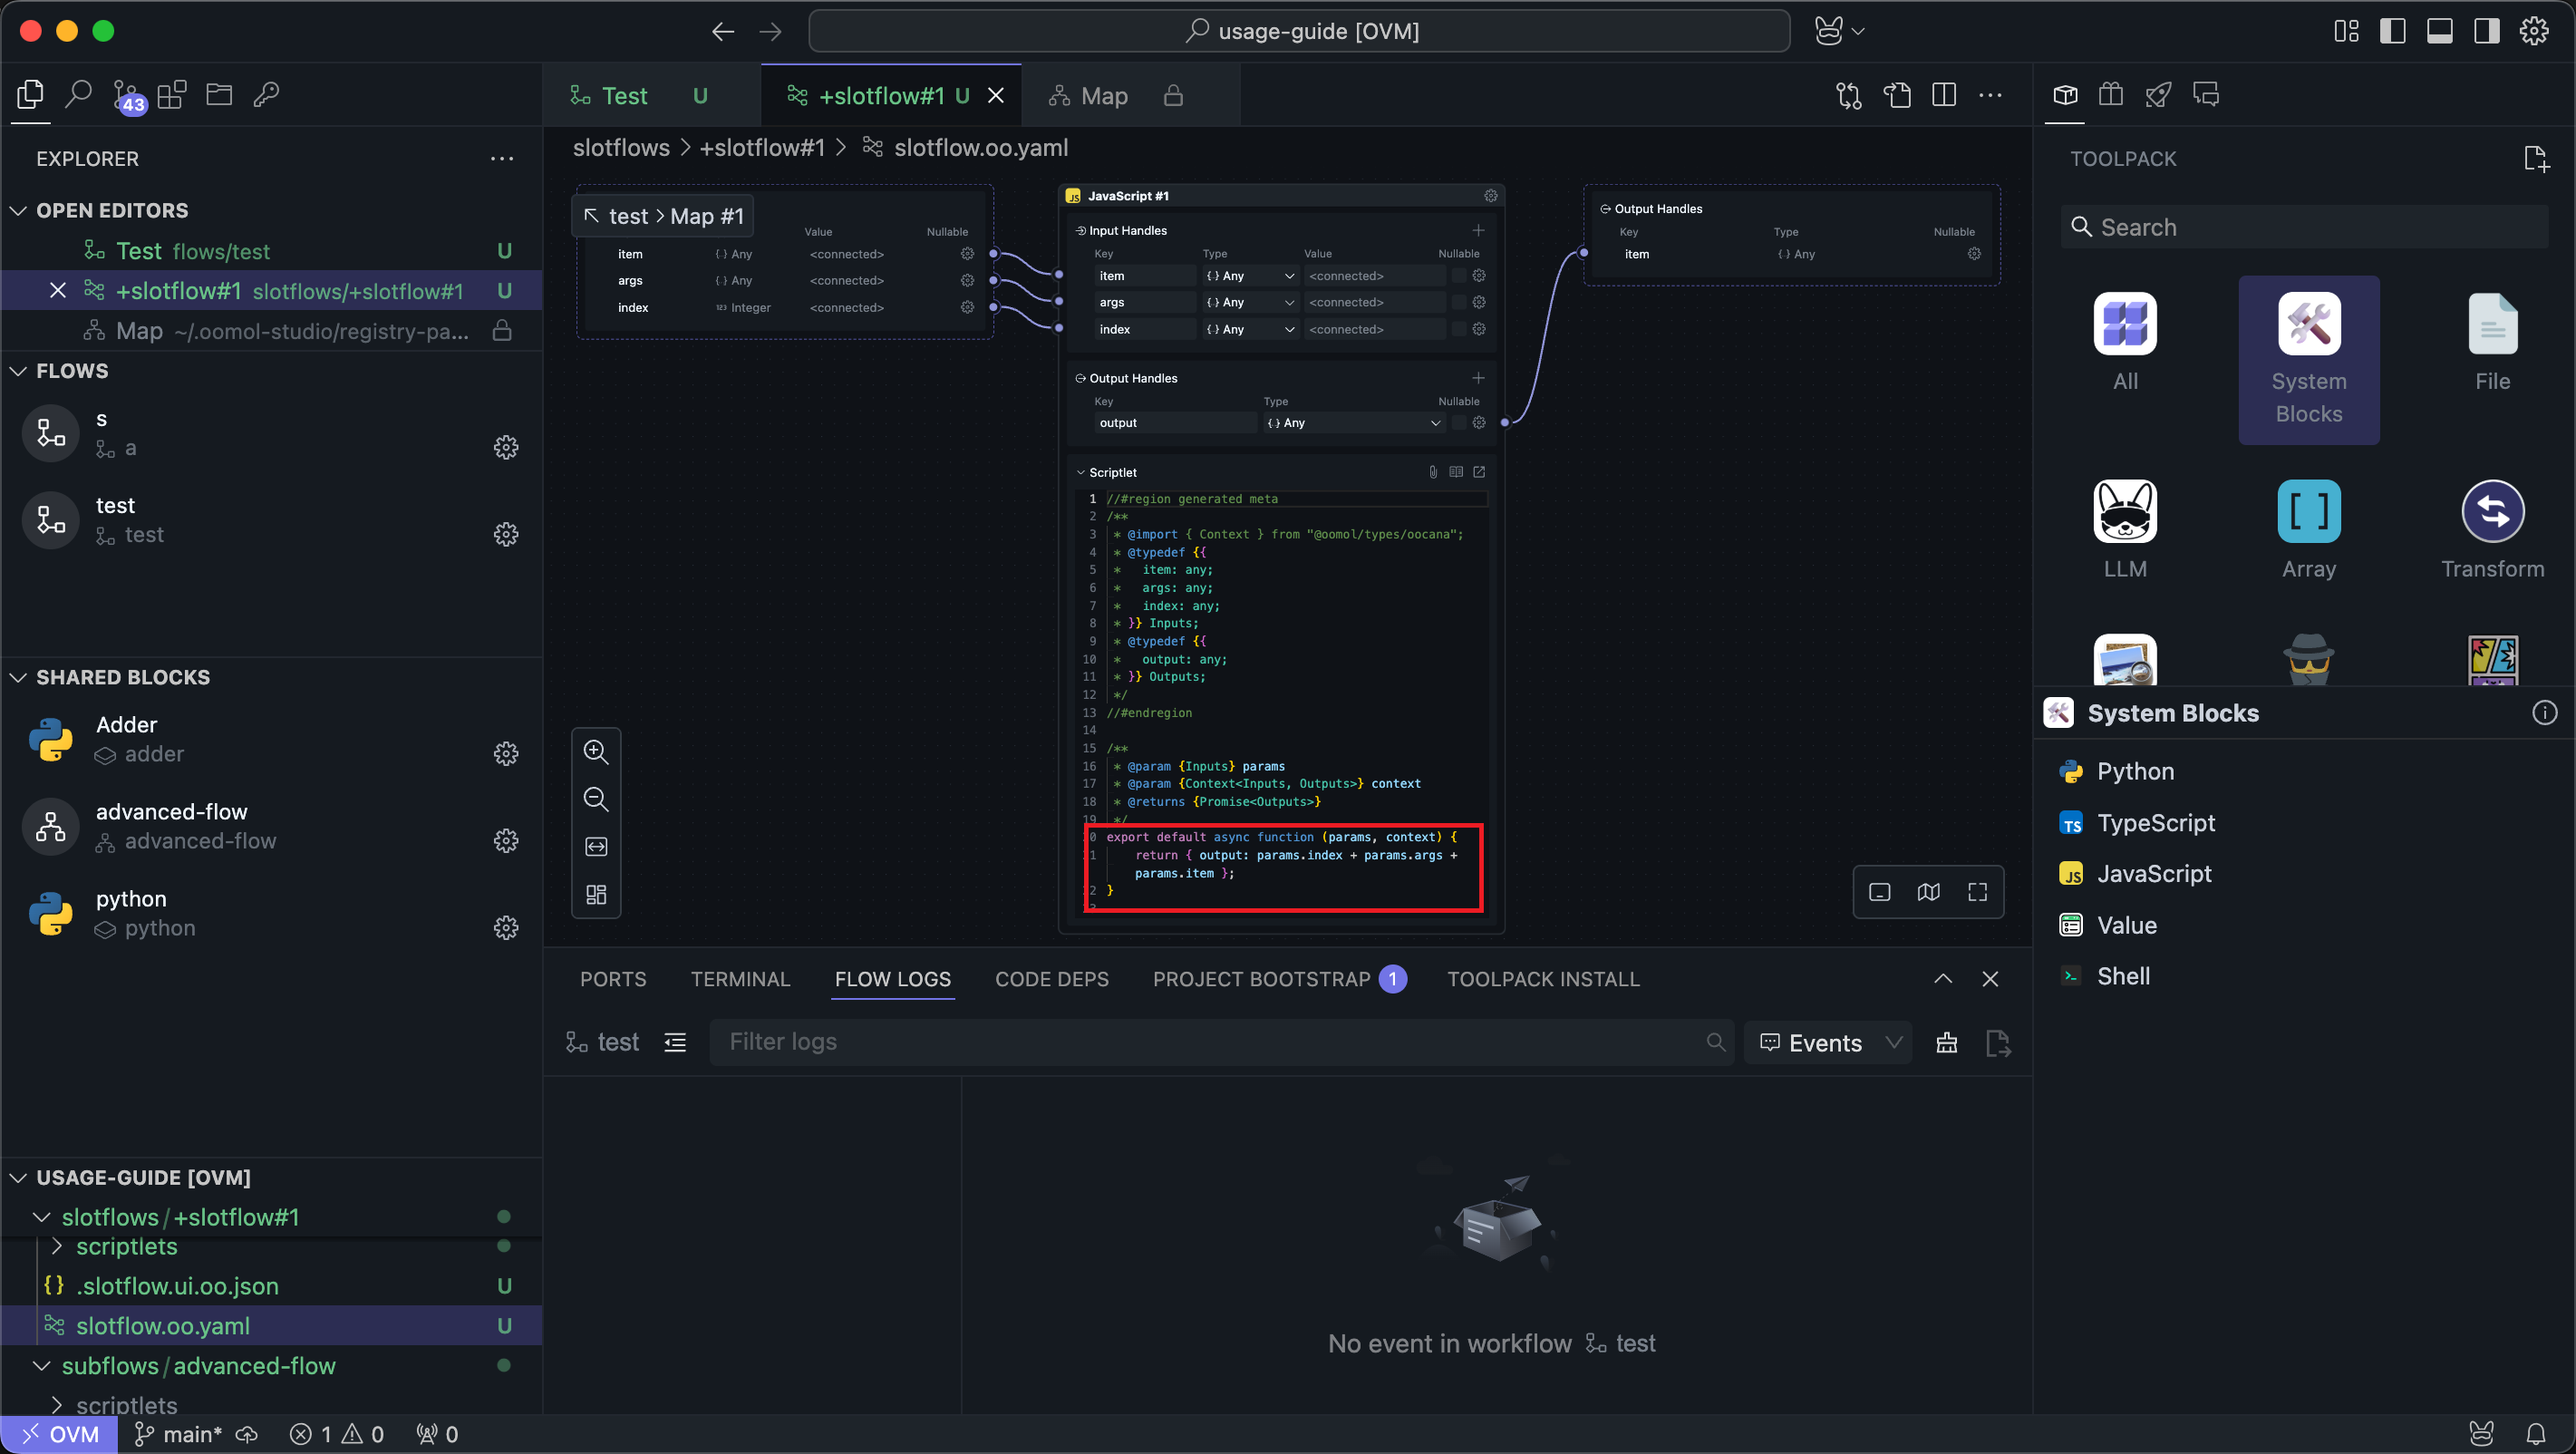 usage-guide [OVM]
43
Test U
+slotflow#1 U
Map
EXPLORER
OPEN EDITORS
Test flows/test U
+slotflow#1 slotflows/+slotflow#1 U
Map ~/.oomol-studio/registry-pa...
FLOWS
s
a
test
test
SHARED BLOCKS
Adder
adder
advanced-flow
advanced-flow
python
python
USAGE-GUIDE [OVM]
slotflows/+slotflow#1
scriptlets
{} .slotflow.ui.oo.json U
slotflow.oo.yaml U
subflows/advanced-flow
scriptlets
slotflows > +slotflow#1 > slotflow.oo.yaml
test > Map #1
Value Nullable
item { } Any <connected>
args { } Any <connected>
index 123 Integer <connected>
JS JavaScript #1
Input Handles
Key Type Value Nullable
item { } Any <connected>
args { } Any <connected>
index { } Any <connected>
Output Handles
Key Type Nullable
output { } Any
Scriptlet
1 //#region generated meta
2 /**
3 * @import { Context } from "@oomol/types/oocana";
4 * @typedef {{
5 * item: any;
6 * args: any;
7 * index: any;
8 * }} Inputs;
9 * @typedef {{
10 * output: any;
11 * }} Outputs;
12 */
13 //#endregion
14
15 /**
16 * @param {Inputs} params
17 * @param {Context<Inputs, Outputs>} context
18 * @returns {Promise<Outputs>}
19 */
export default async function (params, context) {
return { output: params.index + params.args +
params.item };
}
Output Handles
Key Type Nullable
item { } Any
PORTS TERMINAL FLOW LOGS CODE DEPS PROJECT BOOTSTRAP 1 TOOLPACK INSTALL
test Filter logs Events
No event in workflow test
TOOLPACK
Search
All
System
Blocks
File
LLM
Array
Transform
System Blocks
Python
TS TypeScript
JS JavaScript
Value
Shell
OVM main* 1 0 0